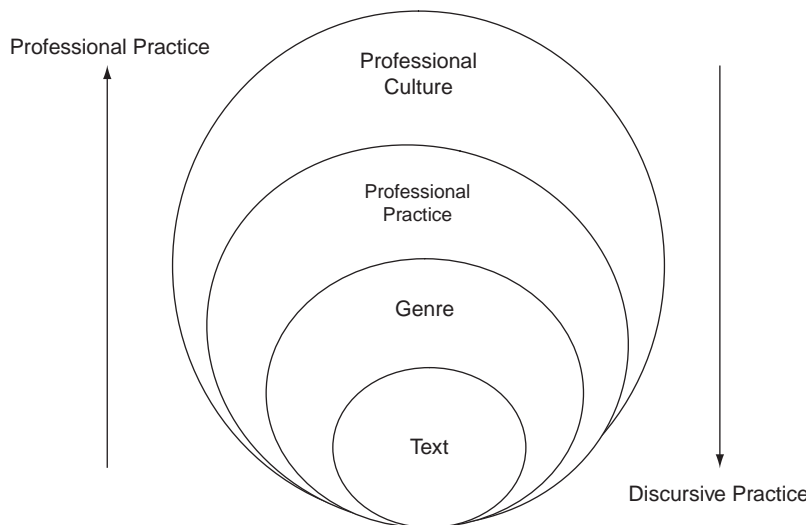 Professional Practice
Professional
Culture
Professional
Practice
Genre
Text
Discursive Practice